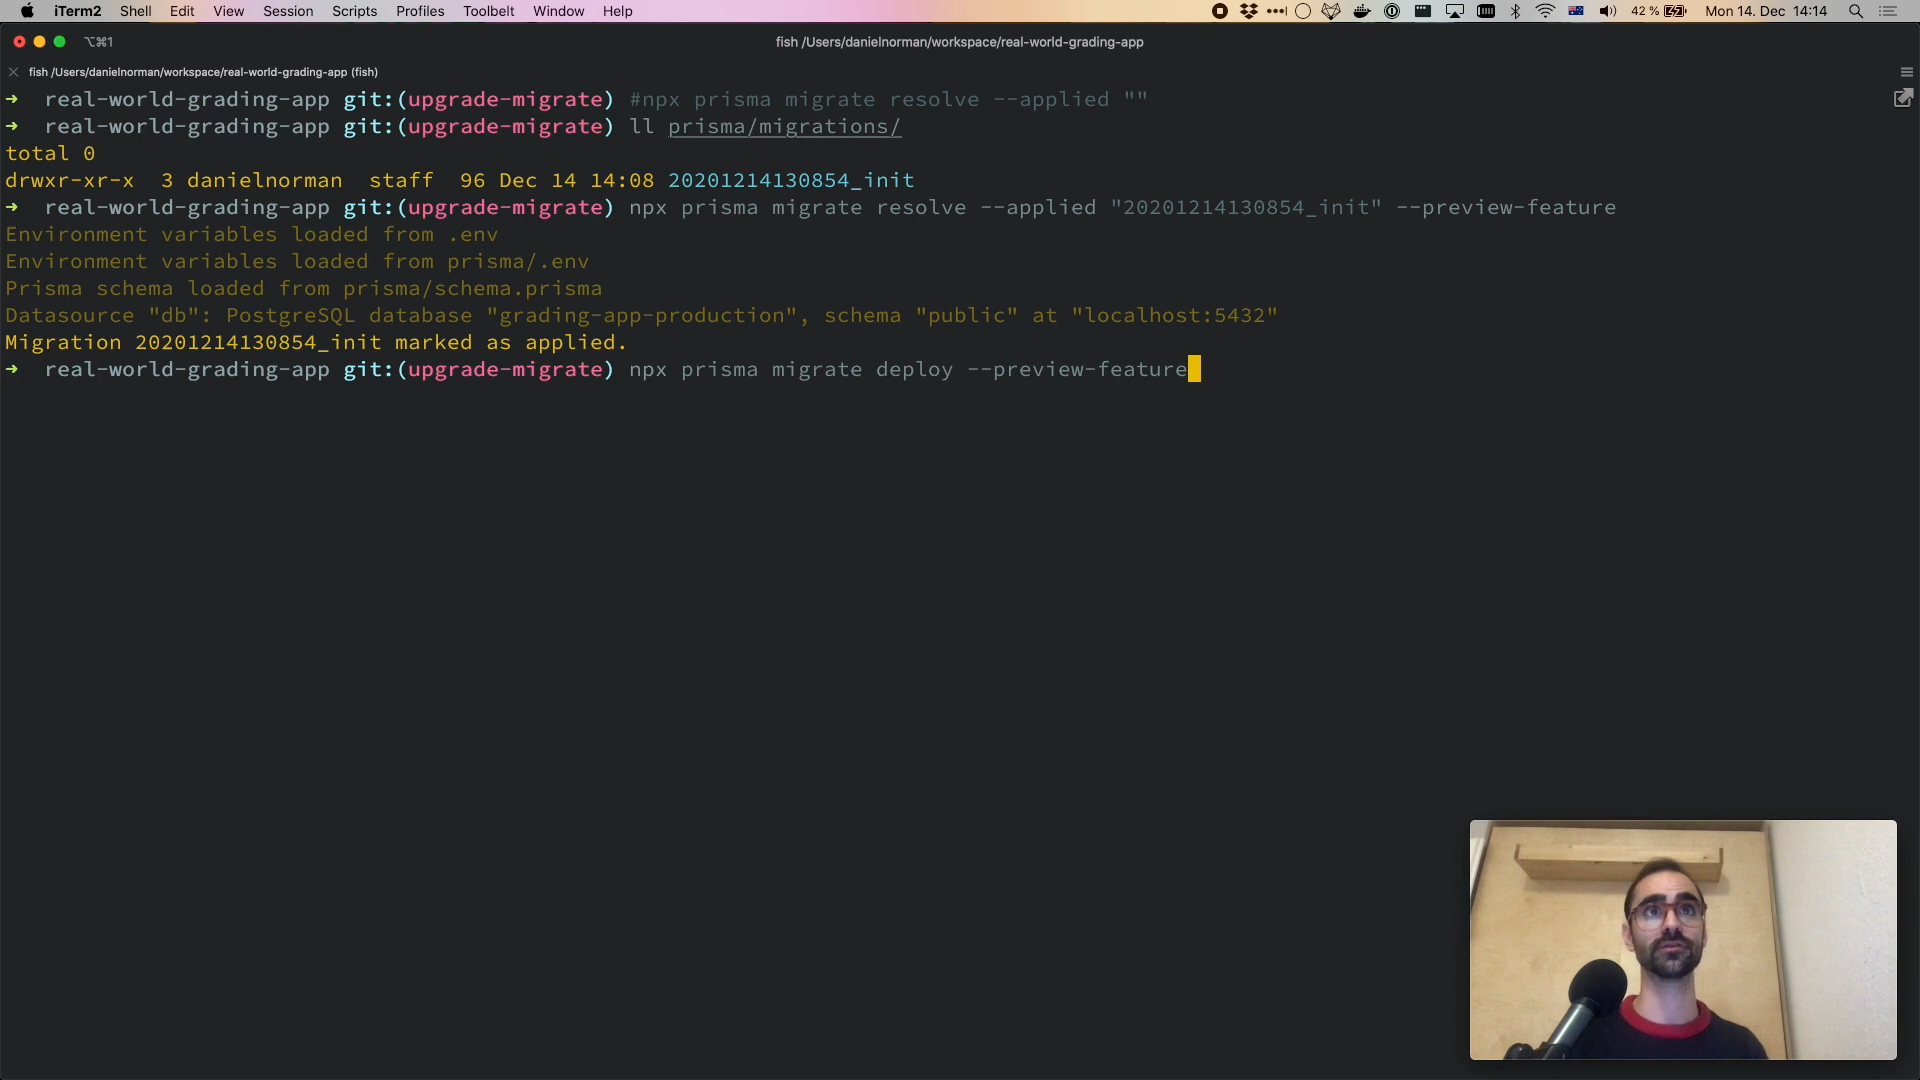 iTerm2 Shell Edit View Session Scripts Profiles Toolbelt Window Help 42 % Mon 14. Dec 14:14
⌥⌘1 fish /Users/danielnorman/workspace/real-world-grading-app
fish /Users/danielnorman/workspace/real-world-grading-app (fish)
➜ real-world-grading-app git:(upgrade-migrate) #npx prisma migrate resolve --applied ""
➜ real-world-grading-app git:(upgrade-migrate) ll prisma/migrations/
total 0
drwxr-xr-x 3 danielnorman staff 96 Dec 14 14:08 20201214130854_init
➜ real-world-grading-app git:(upgrade-migrate) npx prisma migrate resolve --applied "20201214130854_init" --preview-feature
Environment variables loaded from .env
Environment variables loaded from prisma/.env
Prisma schema loaded from prisma/schema.prisma
Datasource "db": PostgreSQL database "grading-app-production", schema "public" at "localhost:5432"
Migration 20201214130854_init marked as applied.
➜ real-world-grading-app git:(upgrade-migrate) npx prisma migrate deploy --preview-feature